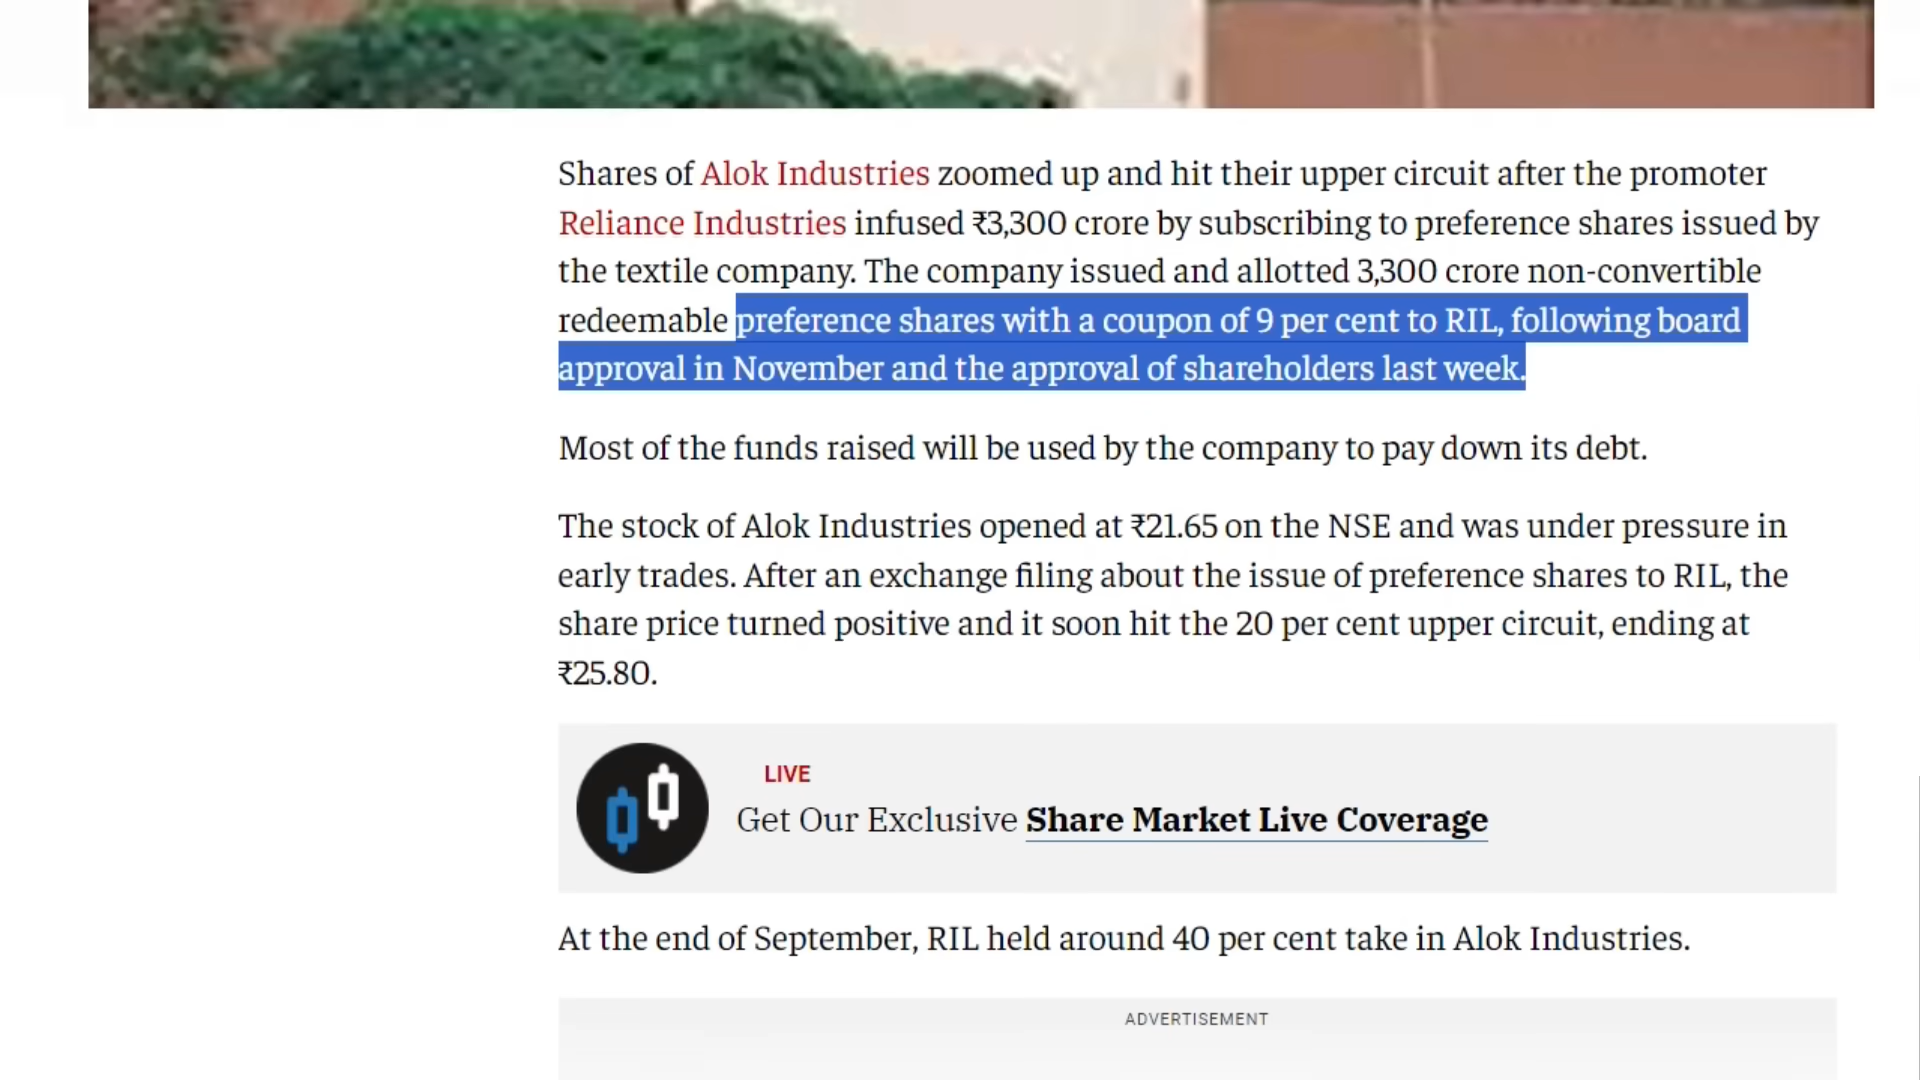 Shares of Alok Industries zoomed up and hit their upper circuit after the promoter
Reliance Industries infused ₹3,300 crore by subscribing to preference shares issued by
the textile company. The company issued and allotted 3,300 crore non-convertible
redeemable preference shares with a coupon of 9 per cent to RIL, following board
approval in November and the approval of shareholders last week.
Most of the funds raised will be used by the company to pay down its debt.
The stock of Alok Industries opened at ₹21.65 on the NSE and was under pressure in
early trades. After an exchange filing about the issue of preference shares to RIL, the
share price turned positive and it soon hit the 20 per cent upper circuit, ending at
₹25.80.
LIVE
Get Our Exclusive Share Market Live Coverage
At the end of September, RIL held around 40 per cent take in Alok Industries.
ADVERTISEMENT